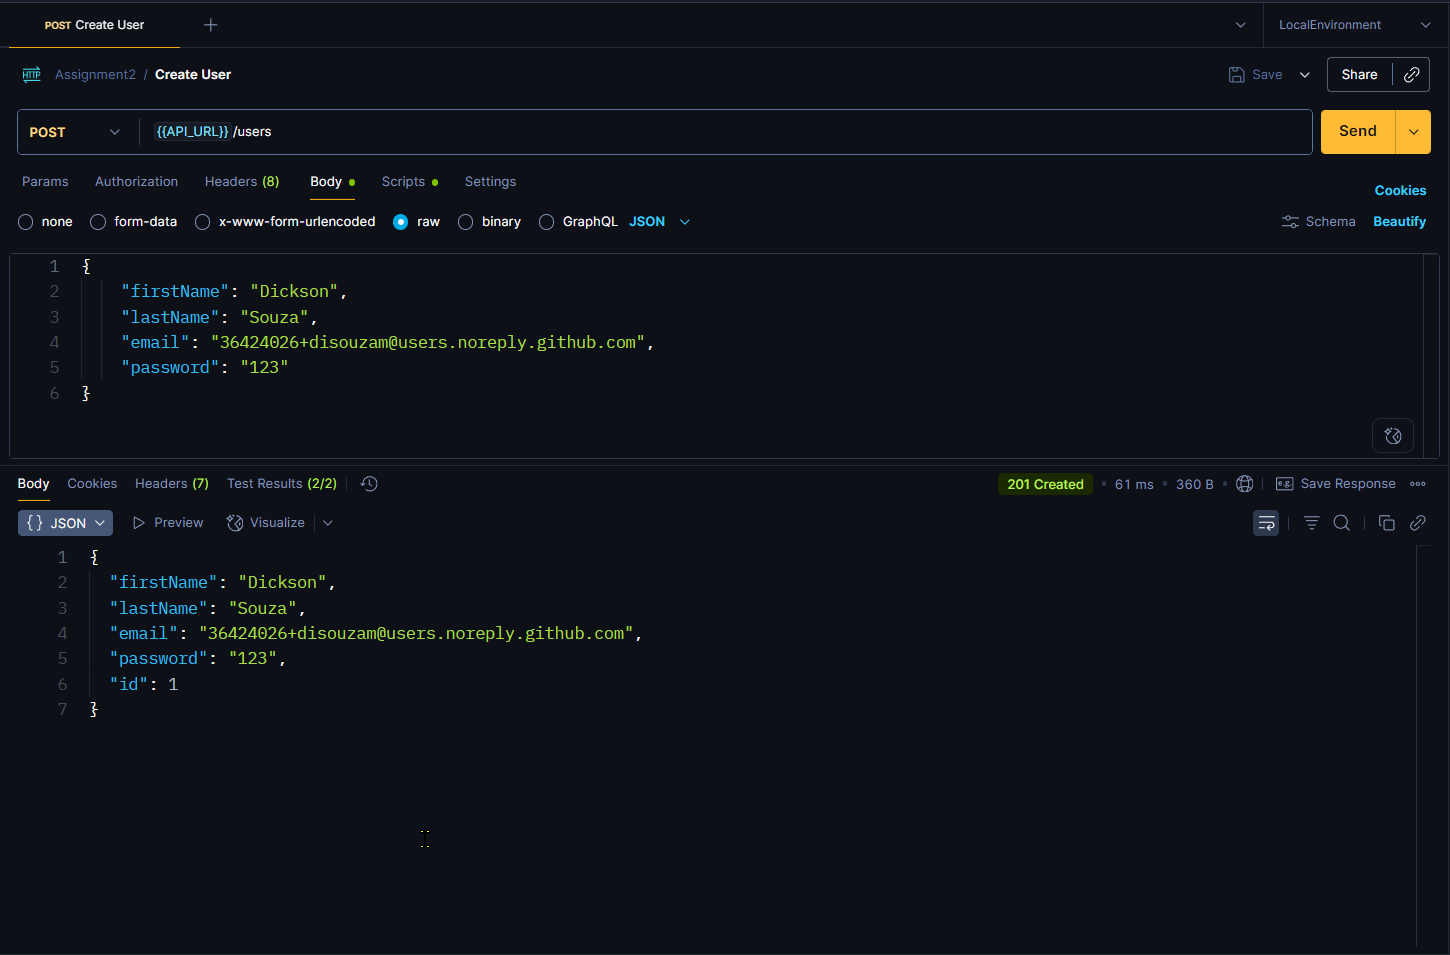 POST Create User
LocalEnvironment
HTTP Assignment2 / Create User
Save Share
POST {{API_URL}}/users Send
Params Authorization Headers (8) Body Scripts Settings
Cookies
none form-data x-www-form-urlencoded raw binary GraphQL JSON
Schema Beautify
1 {
2 "firstName": "Dickson",
3 "lastName": "Souza",
4 "email": "36424026+disouzam@users.noreply.github.com",
5 "password": "123"
6 }
Body Cookies Headers (7) Test Results (2/2)
201 Created • 61 ms • 360 B • e.g. Save Response
{} JSON Preview Visualize
1 {
2 "firstName": "Dickson",
3 "lastName": "Souza",
4 "email": "36424026+disouzam@users.noreply.github.com",
5 "password": "123",
6 "id": 1
7 }